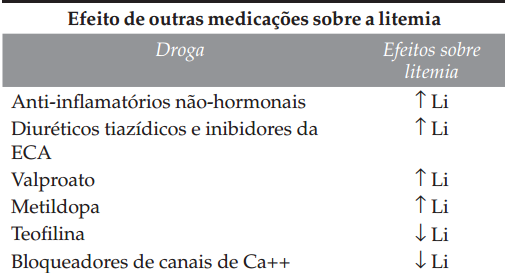 Efeito de outras medicações sobre a litemia
Droga Efeitos sobre
litemia
Anti-inflamatórios não-hormonais ↑ Li
Diuréticos tiazídicos e inibidores da ↑ Li
ECA
Valproato ↑ Li
Metildopa ↑ Li
Teofilina ↓ Li
Bloqueadores de canais de Ca++ ↓ Li